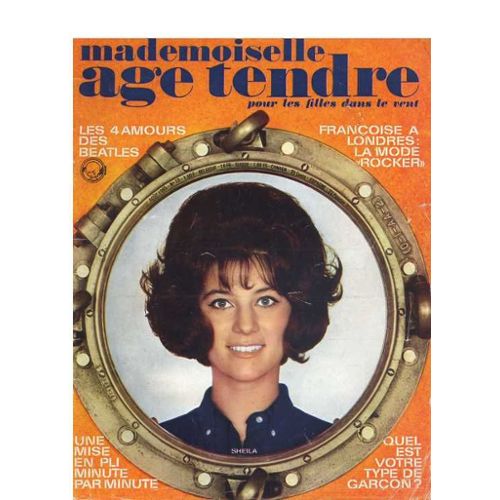 mademoiselle
age tendre
pour les filles dans le vent
LES 4 AMOURS
DES
BEATLES
FRANCOISE A
LONDRES:
LA MODE
"ROCKER»
SHEILA
UNE
MISE
EN PLI
MINUTE
PAR MINUTE
QUEL
EST
VOTRE
TYPE DE
GARÇON?